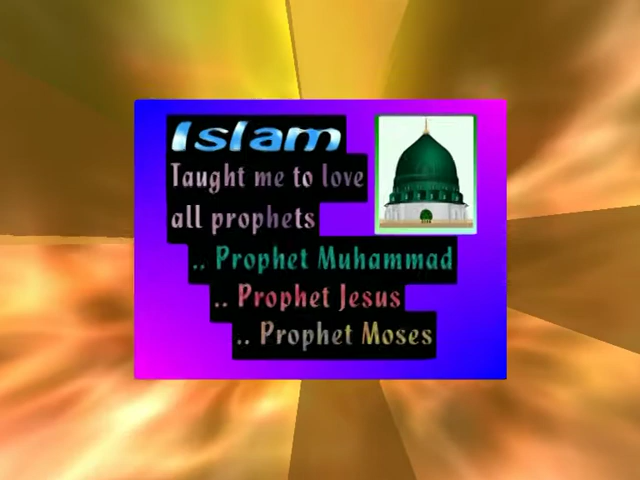 Islam
Taught me to love
all prophets
.. Prophet Muhammad
.. Prophet Jesus
.. Prophet Moses